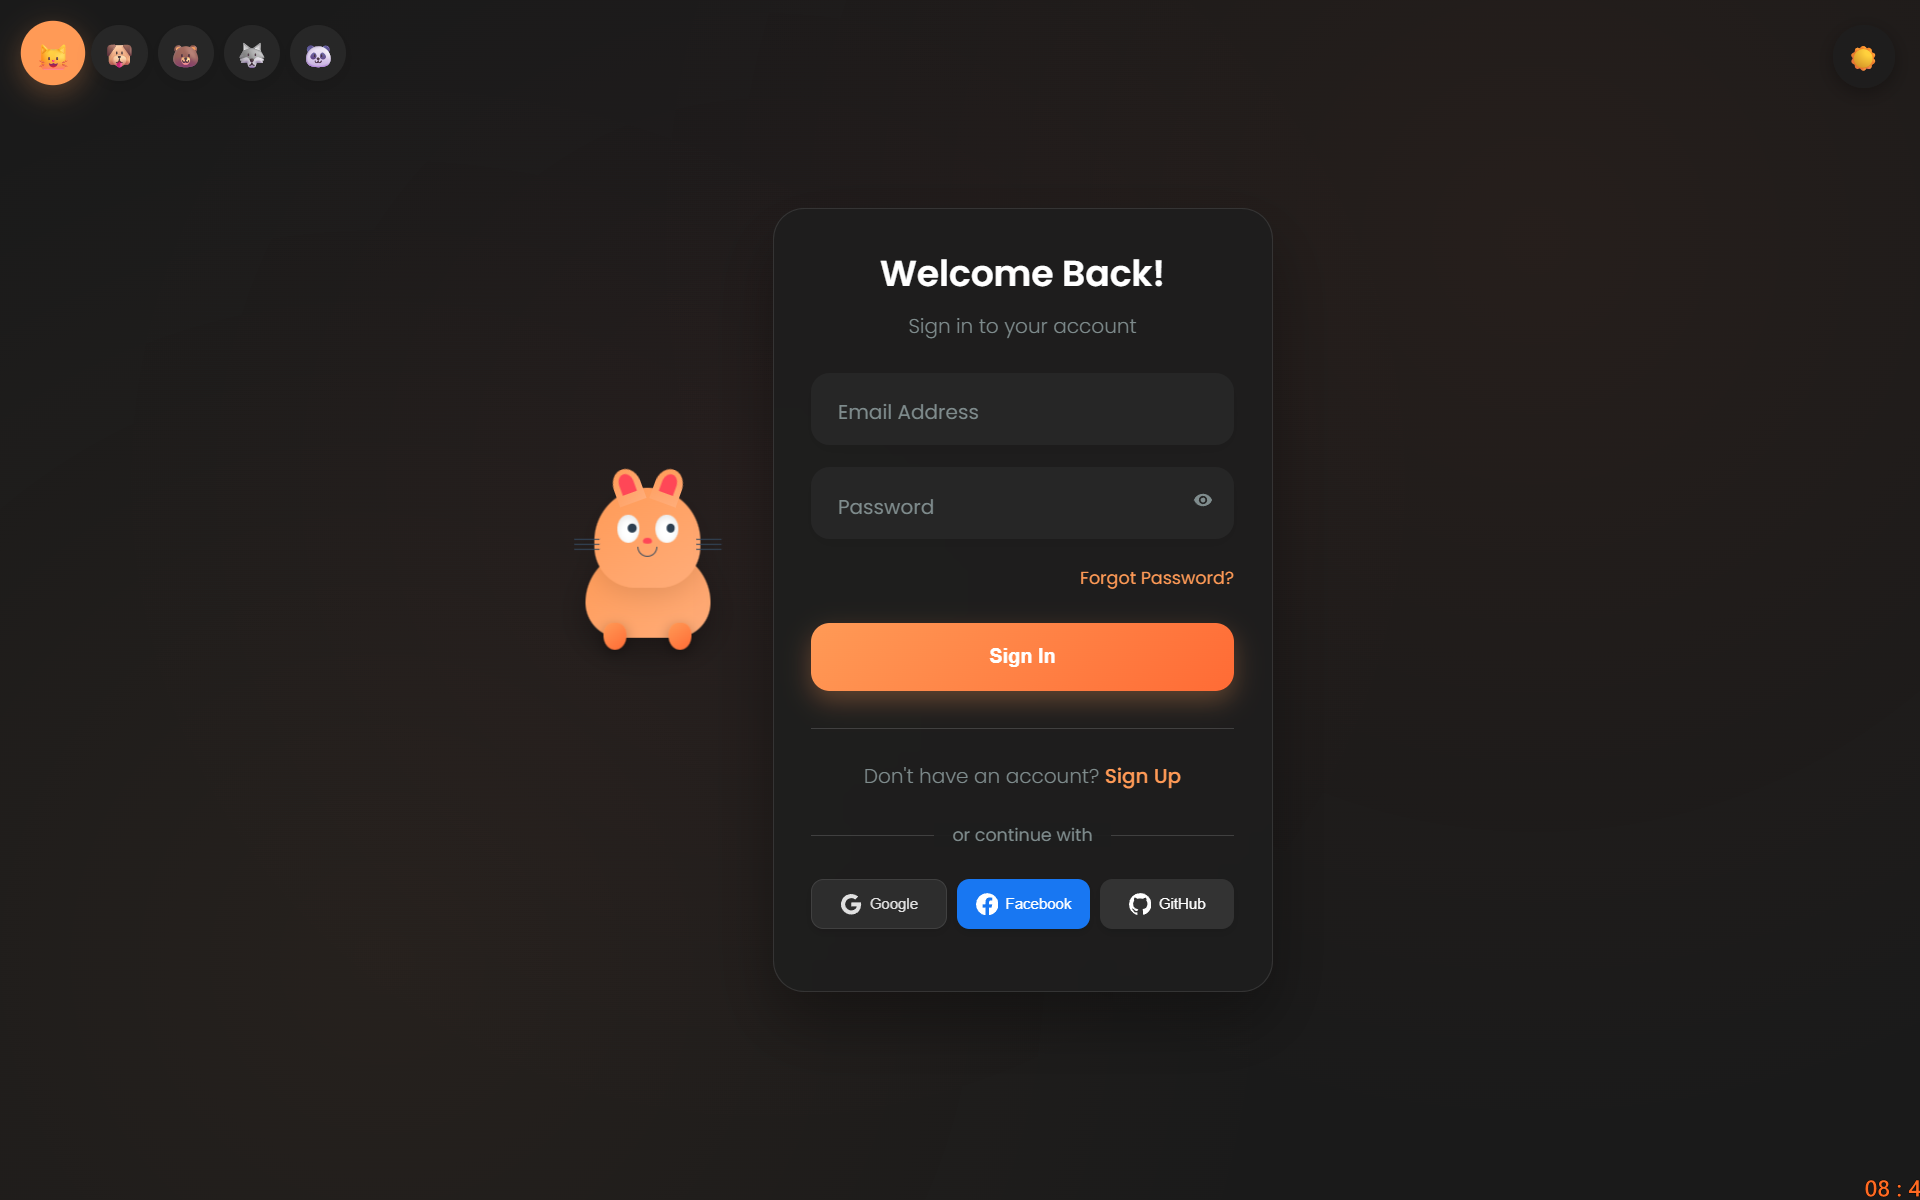 Welcome Back!
Sign in to your account
Email Address
Password
Forgot Password?
Sign In
Don't have an account? Sign Up
or continue with
Google
Facebook
GitHub
08 : 4